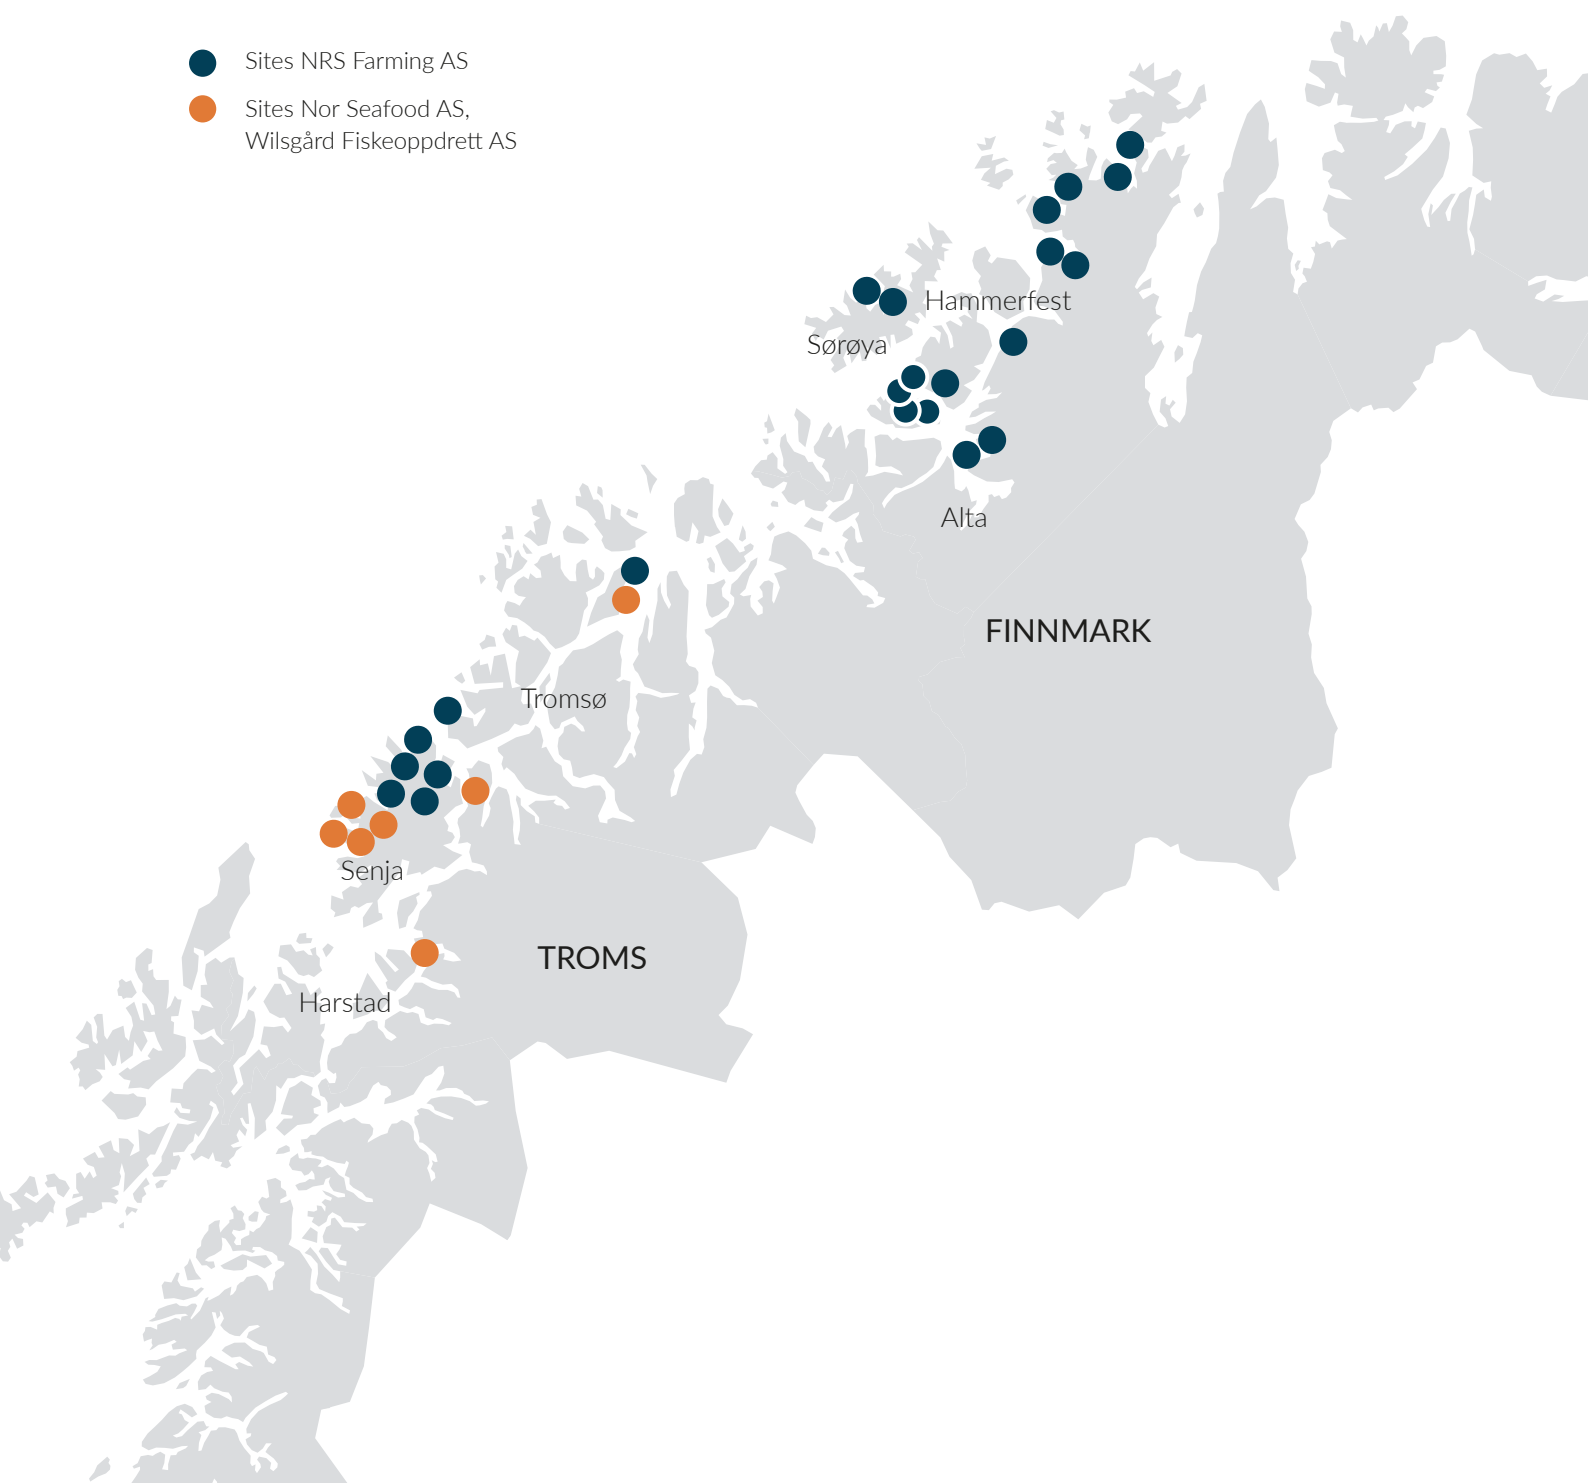 Sites NRS Farming AS
Sites Nor Seafood AS,
Wilsgård Fiskeoppdrett AS
Hammerfest
Sørøya
Alta
FINNMARK
Tromsø
Senja
TROMS
Harstad